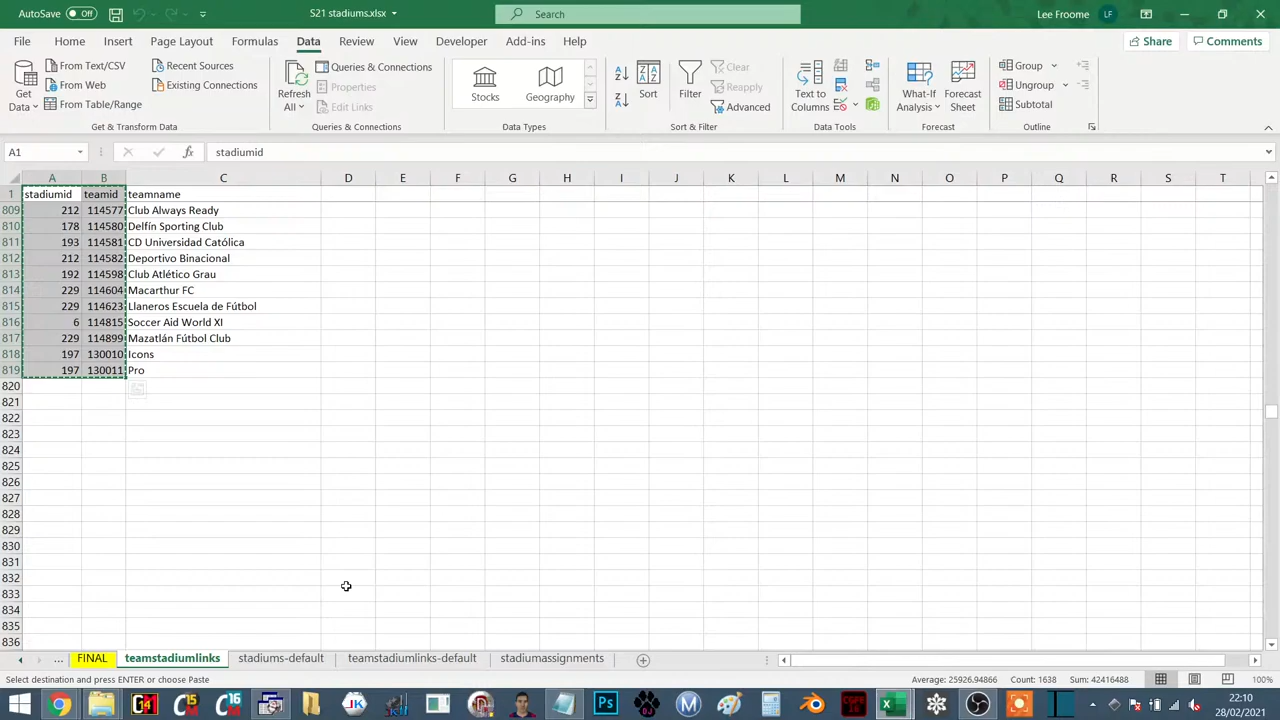 AutoSave Off S21 stadiums.xlsx Search Lee Froome LF
File Home Insert Page Layout Formulas Data Review View Developer Add-ins Help Share Comments
Get Data From Text/CSV From Web From Table/Range Recent Sources Existing Connections
Refresh All Queries & Connections Properties Edit Links
Stocks Geography
Sort Filter Clear Reapply Advanced
Text to Columns
What-If Analysis Forecast Sheet
Group Ungroup Subtotal
Get & Transform Data Queries & Connections Data Types Sort & Filter Data Tools Forecast Outline
A1 fx stadiumid
A B C D E F G H I J K L M N O P Q R S T
1 stadiumid teamid teamname
809 212 114577 Club Always Ready
810 178 114580 Delfín Sporting Club
811 193 114581 CD Universidad Católica
812 212 114582 Deportivo Binacional
813 192 114598 Club Atlético Grau
814 229 114604 Macarthur FC
815 229 114623 Llaneros Escuela de Fútbol
816 6 114815 Soccer Aid World XI
817 229 114899 Mazatlán Fútbol Club
818 197 130010 Icons
819 197 130011 Pro
820
821
822
823
824
825
826
827
828
829
830
831
832
833
834
835
836
... FINAL teamstadiumlinks stadiums-default teamstadiumlinks-default stadiumassignments
Select destination and press ENTER or choose Paste Average: 25926.94866 Count: 1638 Sum: 42416488 100%
22:10
28/02/2021